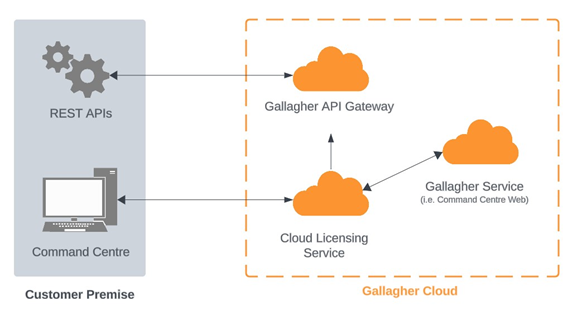 REST APIs
Gallagher API Gateway
Gallagher Service
(i.e. Command Centre Web)
Command Centre
Cloud Licensing
Service
Customer Premise
Gallagher Cloud